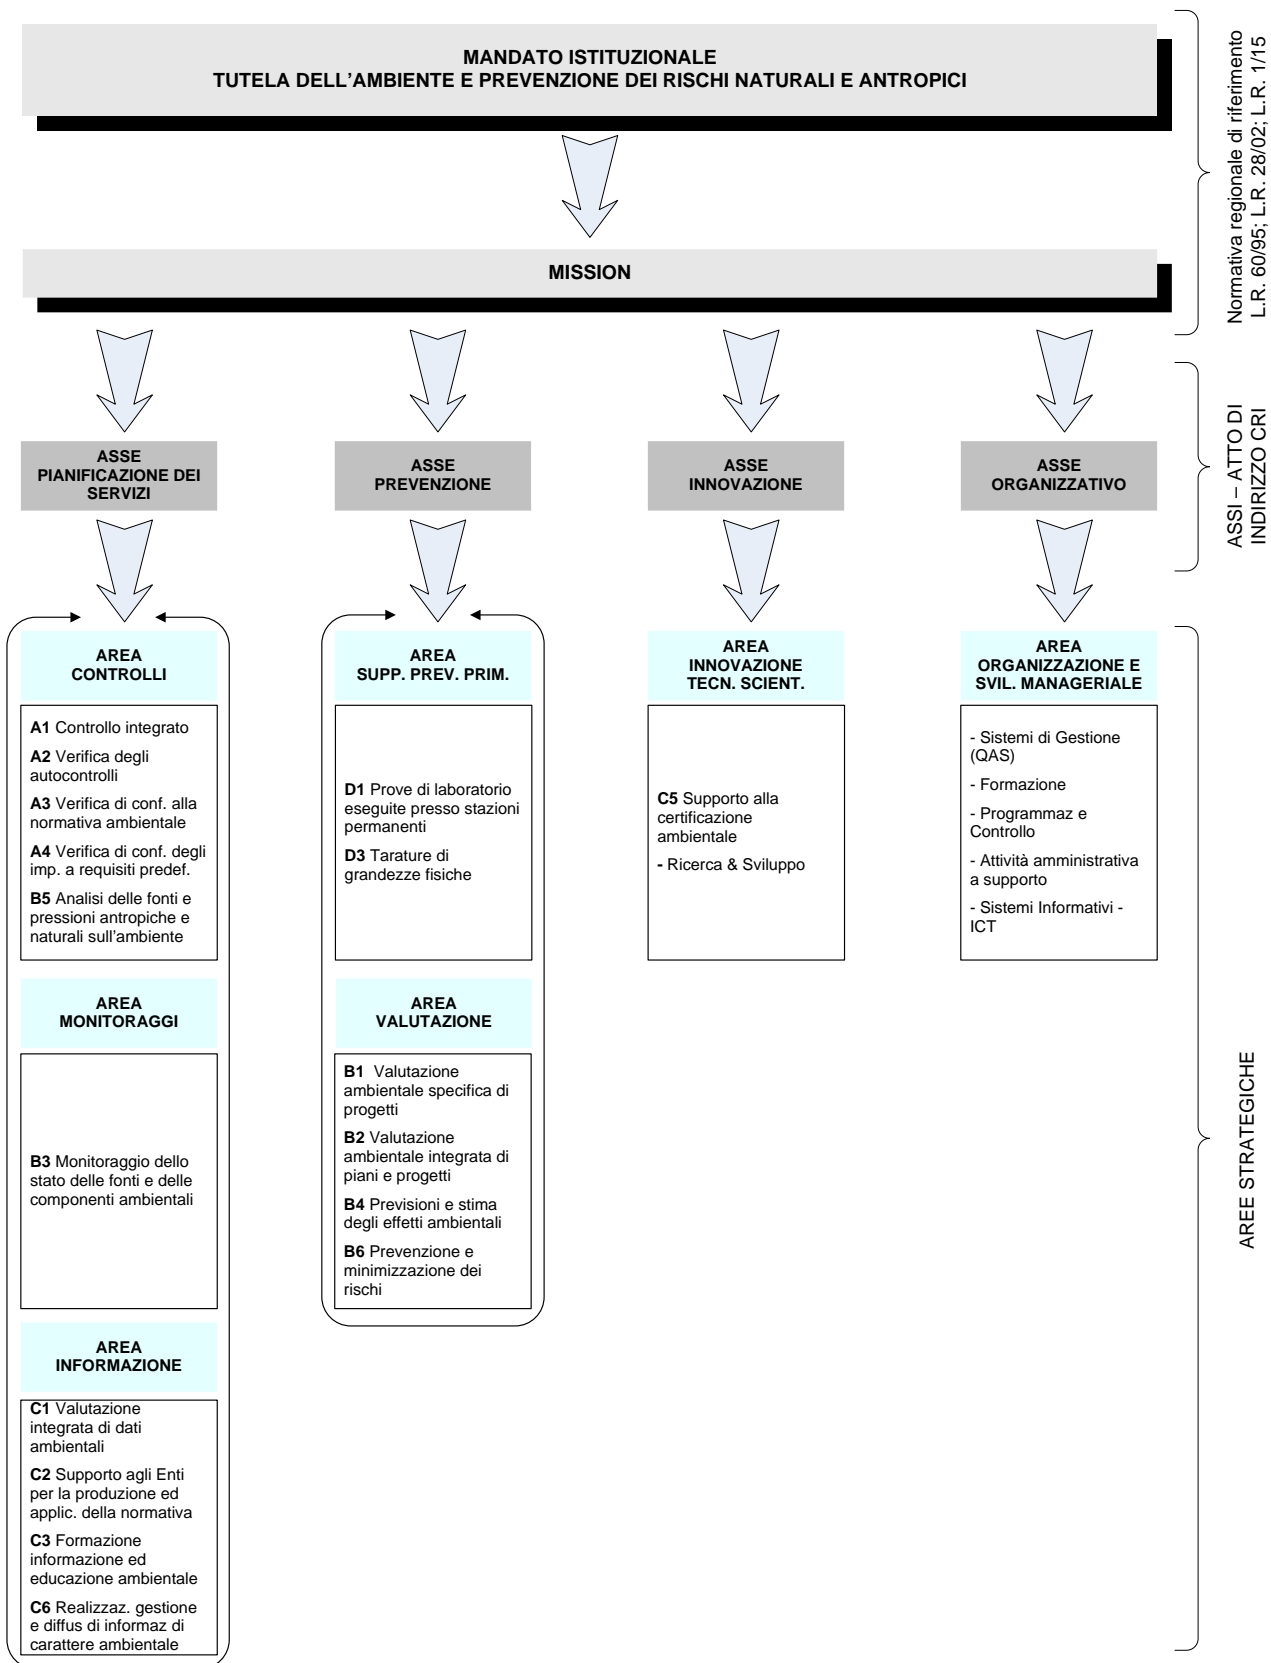 MANDATO ISTITUZIONALE
TUTELA DELL'AMBIENTE E PREVENZIONE DEI RISCHI NATURALI E ANTROPICI
MISSION
Normativa regionale di riferimento
L.R. 60/95; L.R. 28/02; L.R. 1/15
ASSE
PIANIFICAZIONE DEI
SERVIZI
ASSE
PREVENZIONE
ASSE
INNOVAZIONE
ASSE
ORGANIZZATIVO
ASSI – ATTO DI
INDIRIZZO CRI
AREA
CONTROLLI
A1 Controllo integrato
A2 Verifica degli
autocontrolli
A3 Verifica di conf. alla
normativa ambientale
A4 Verifica di conf. degli
imp. a requisiti predef.
B5 Analisi delle fonti e
pressioni antropiche e
naturali sull'ambiente
AREA
MONITORAGGI
B3 Monitoraggio dello
stato delle fonti e delle
componenti ambientali
AREA
INFORMAZIONE
C1 Valutazione
integrata di dati
ambientali
C2 Supporto agli Enti
per la produzione ed
applic. della normativa
C3 Formazione
informazione ed
educazione ambientale
C6 Realizzaz. gestione
e diffus di informaz di
carattere ambientale
AREA
SUPP. PREV. PRIM.
D1 Prove di laboratorio
eseguite presso stazioni
permanenti
D3 Tarature di
grandezze fisiche
AREA
VALUTAZIONE
B1 Valutazione
ambientale specifica di
progetti
B2 Valutazione
ambientale integrata di
piani e progetti
B4 Previsioni e stima
degli effetti ambientali
B6 Prevenzione e
minimizzazione dei
rischi
AREA
INNOVAZIONE
TECN. SCIENT.
C5 Supporto alla
certificazione
ambientale
- Ricerca & Sviluppo
AREA
ORGANIZZAZIONE E
SVIL. MANAGERIALE
- Sistemi di Gestione
(QAS)
- Formazione
- Programmaz e
Controllo
- Attività amministrativa
a supporto
- Sistemi Informativi -
ICT
AREE STRATEGICHE